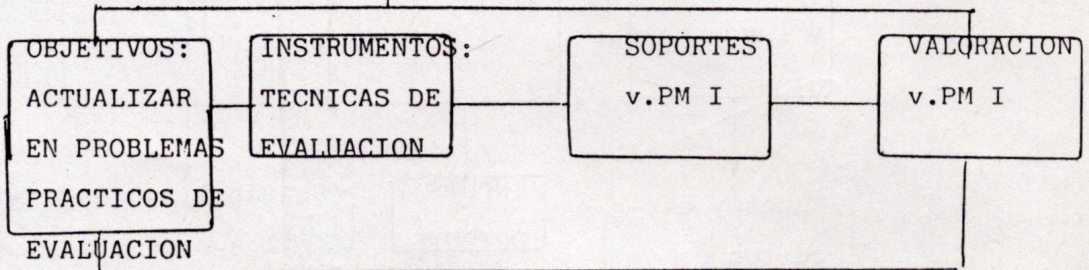 OBJETIVOS:
ACTUALIZAR
EN PROBLEMAS
PRACTICOS DE
EVALUACION
INSTRUMENTOS:
TECNICAS DE
EVALUACION
SOPORTES
v.PM I
VALORACION
v.PM I